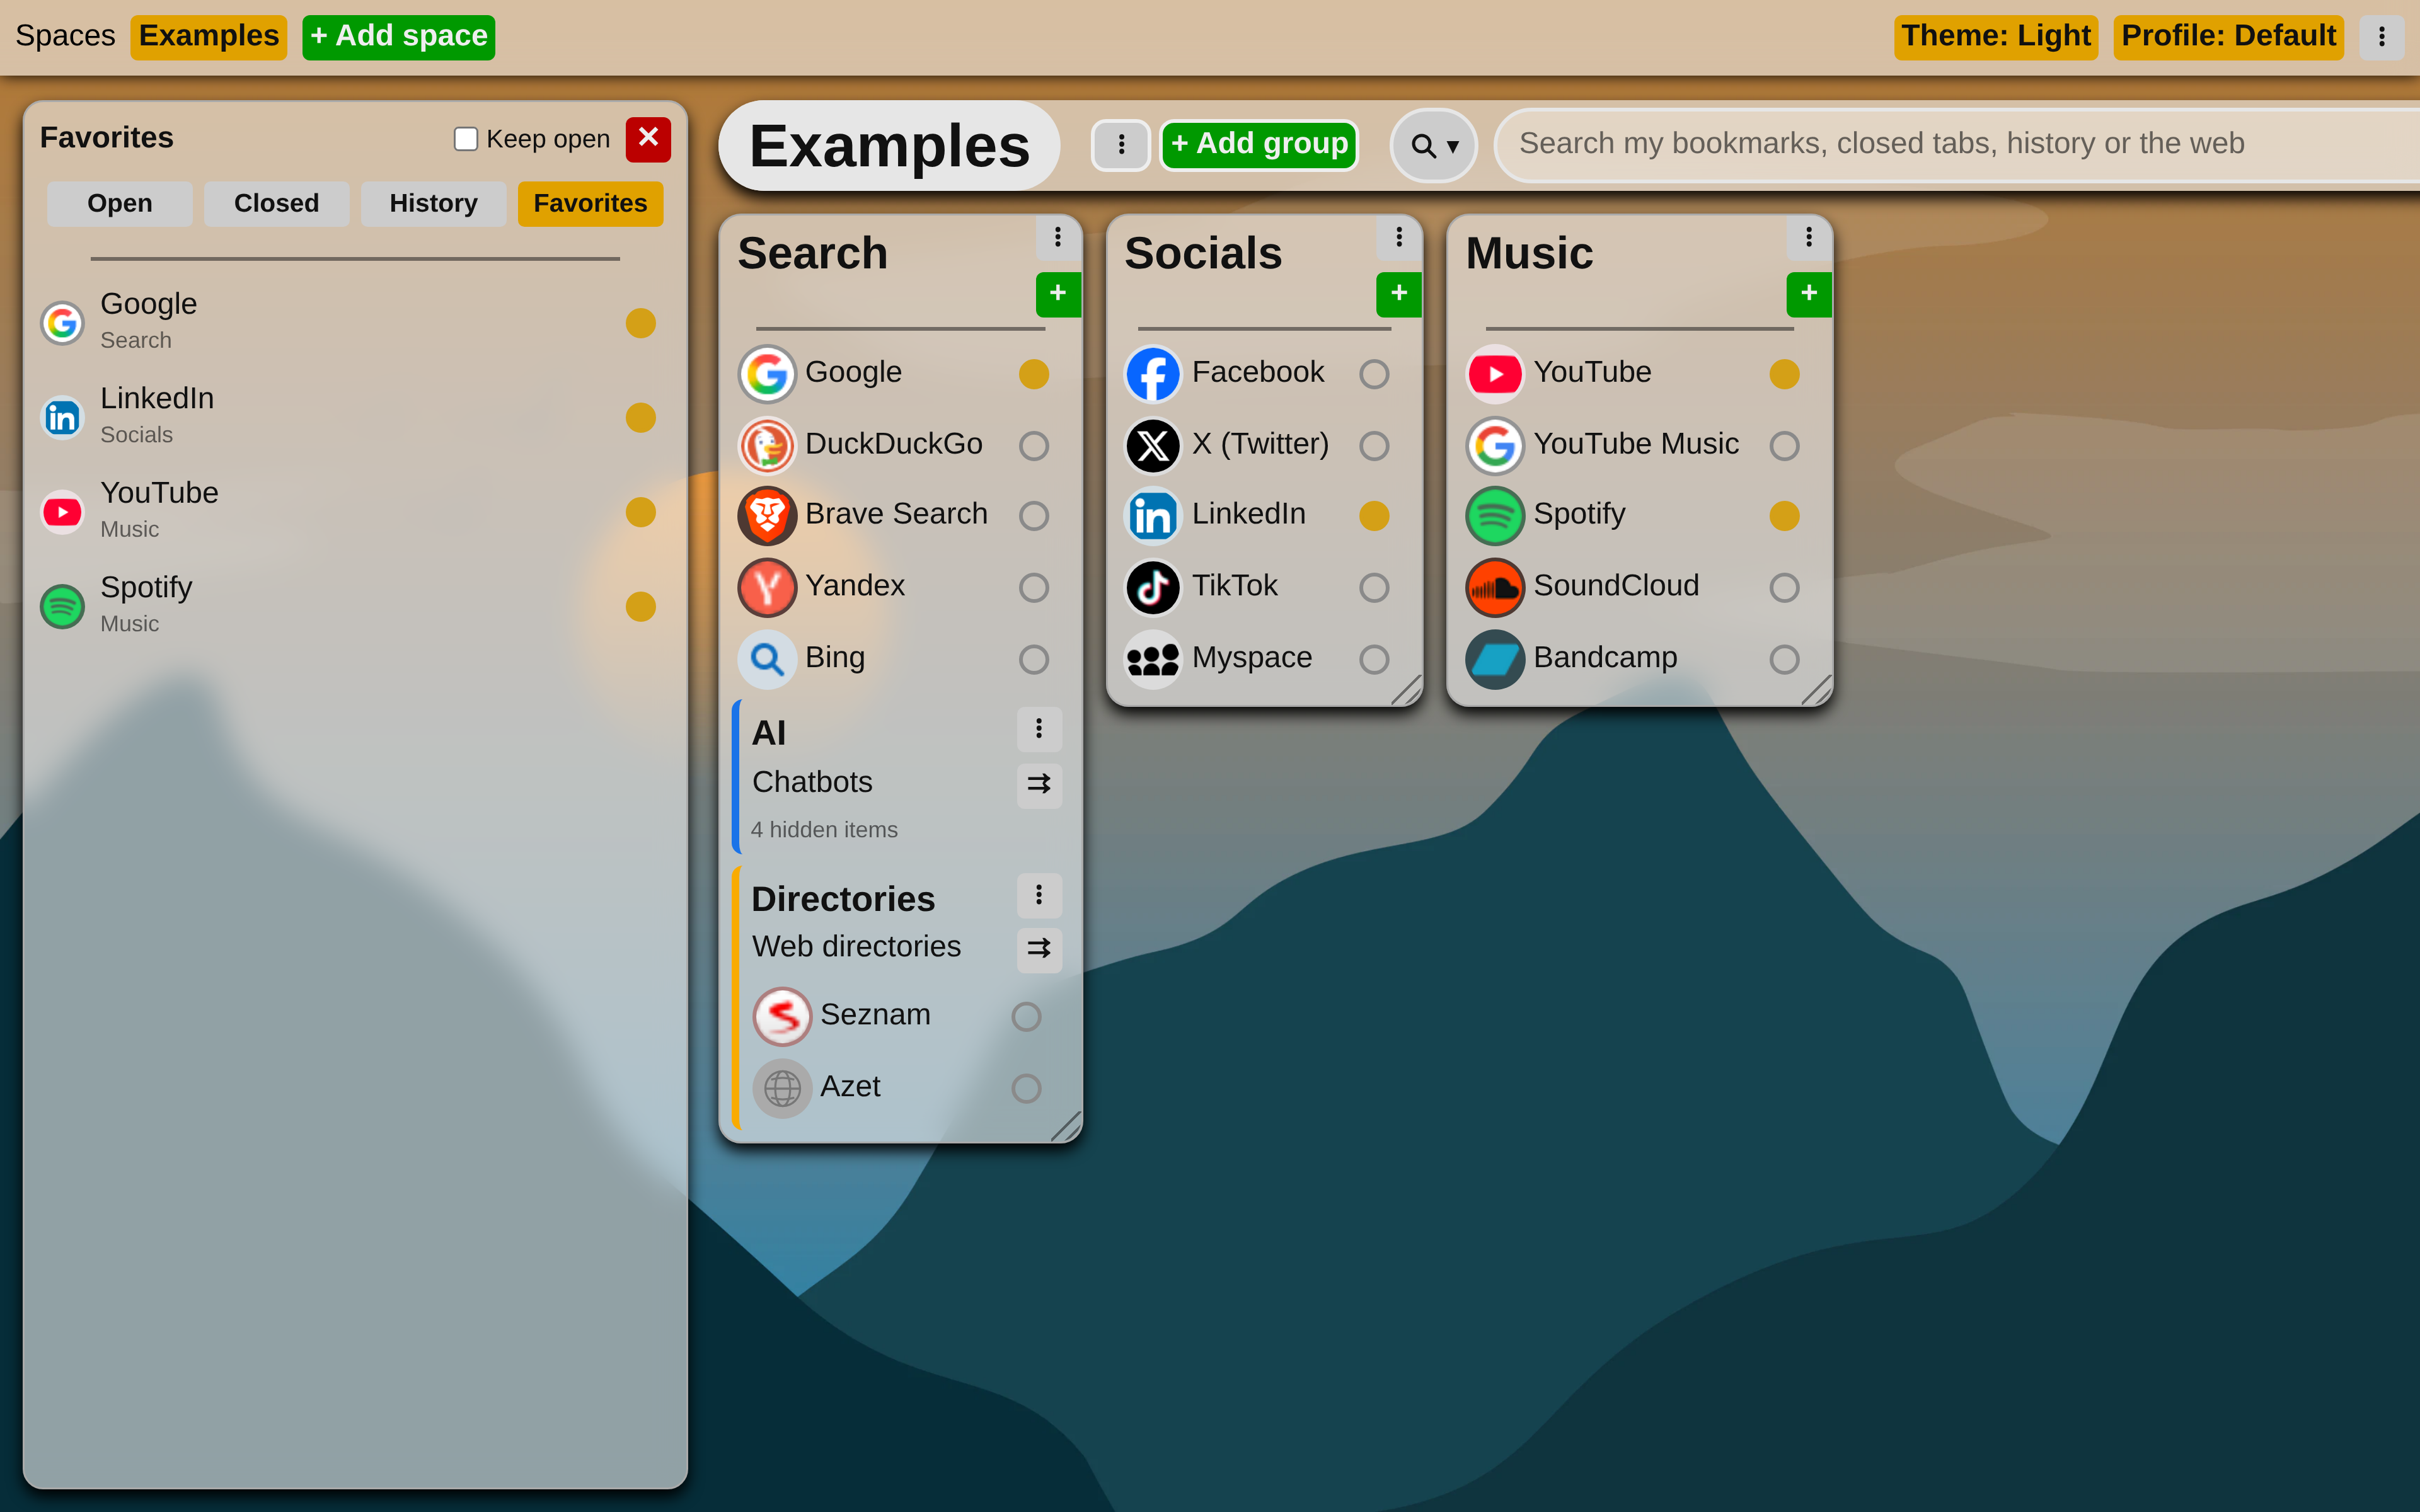 Spaces Examples + Add space Theme: Light Profile: Default
Favorites Keep open
Open Closed History Favorites
Google
Search
LinkedIn
Socials
YouTube
Music
Spotify
Music
Examples + Add group Search my bookmarks, closed tabs, history or the web
Search
Google
DuckDuckGo
Brave Search
Yandex
Bing
AI
Chatbots
4 hidden items
Directories
Web directories
Seznam
Azet
Socials
Facebook
X (Twitter)
LinkedIn
TikTok
Myspace
Music
YouTube
YouTube Music
Spotify
SoundCloud
Bandcamp